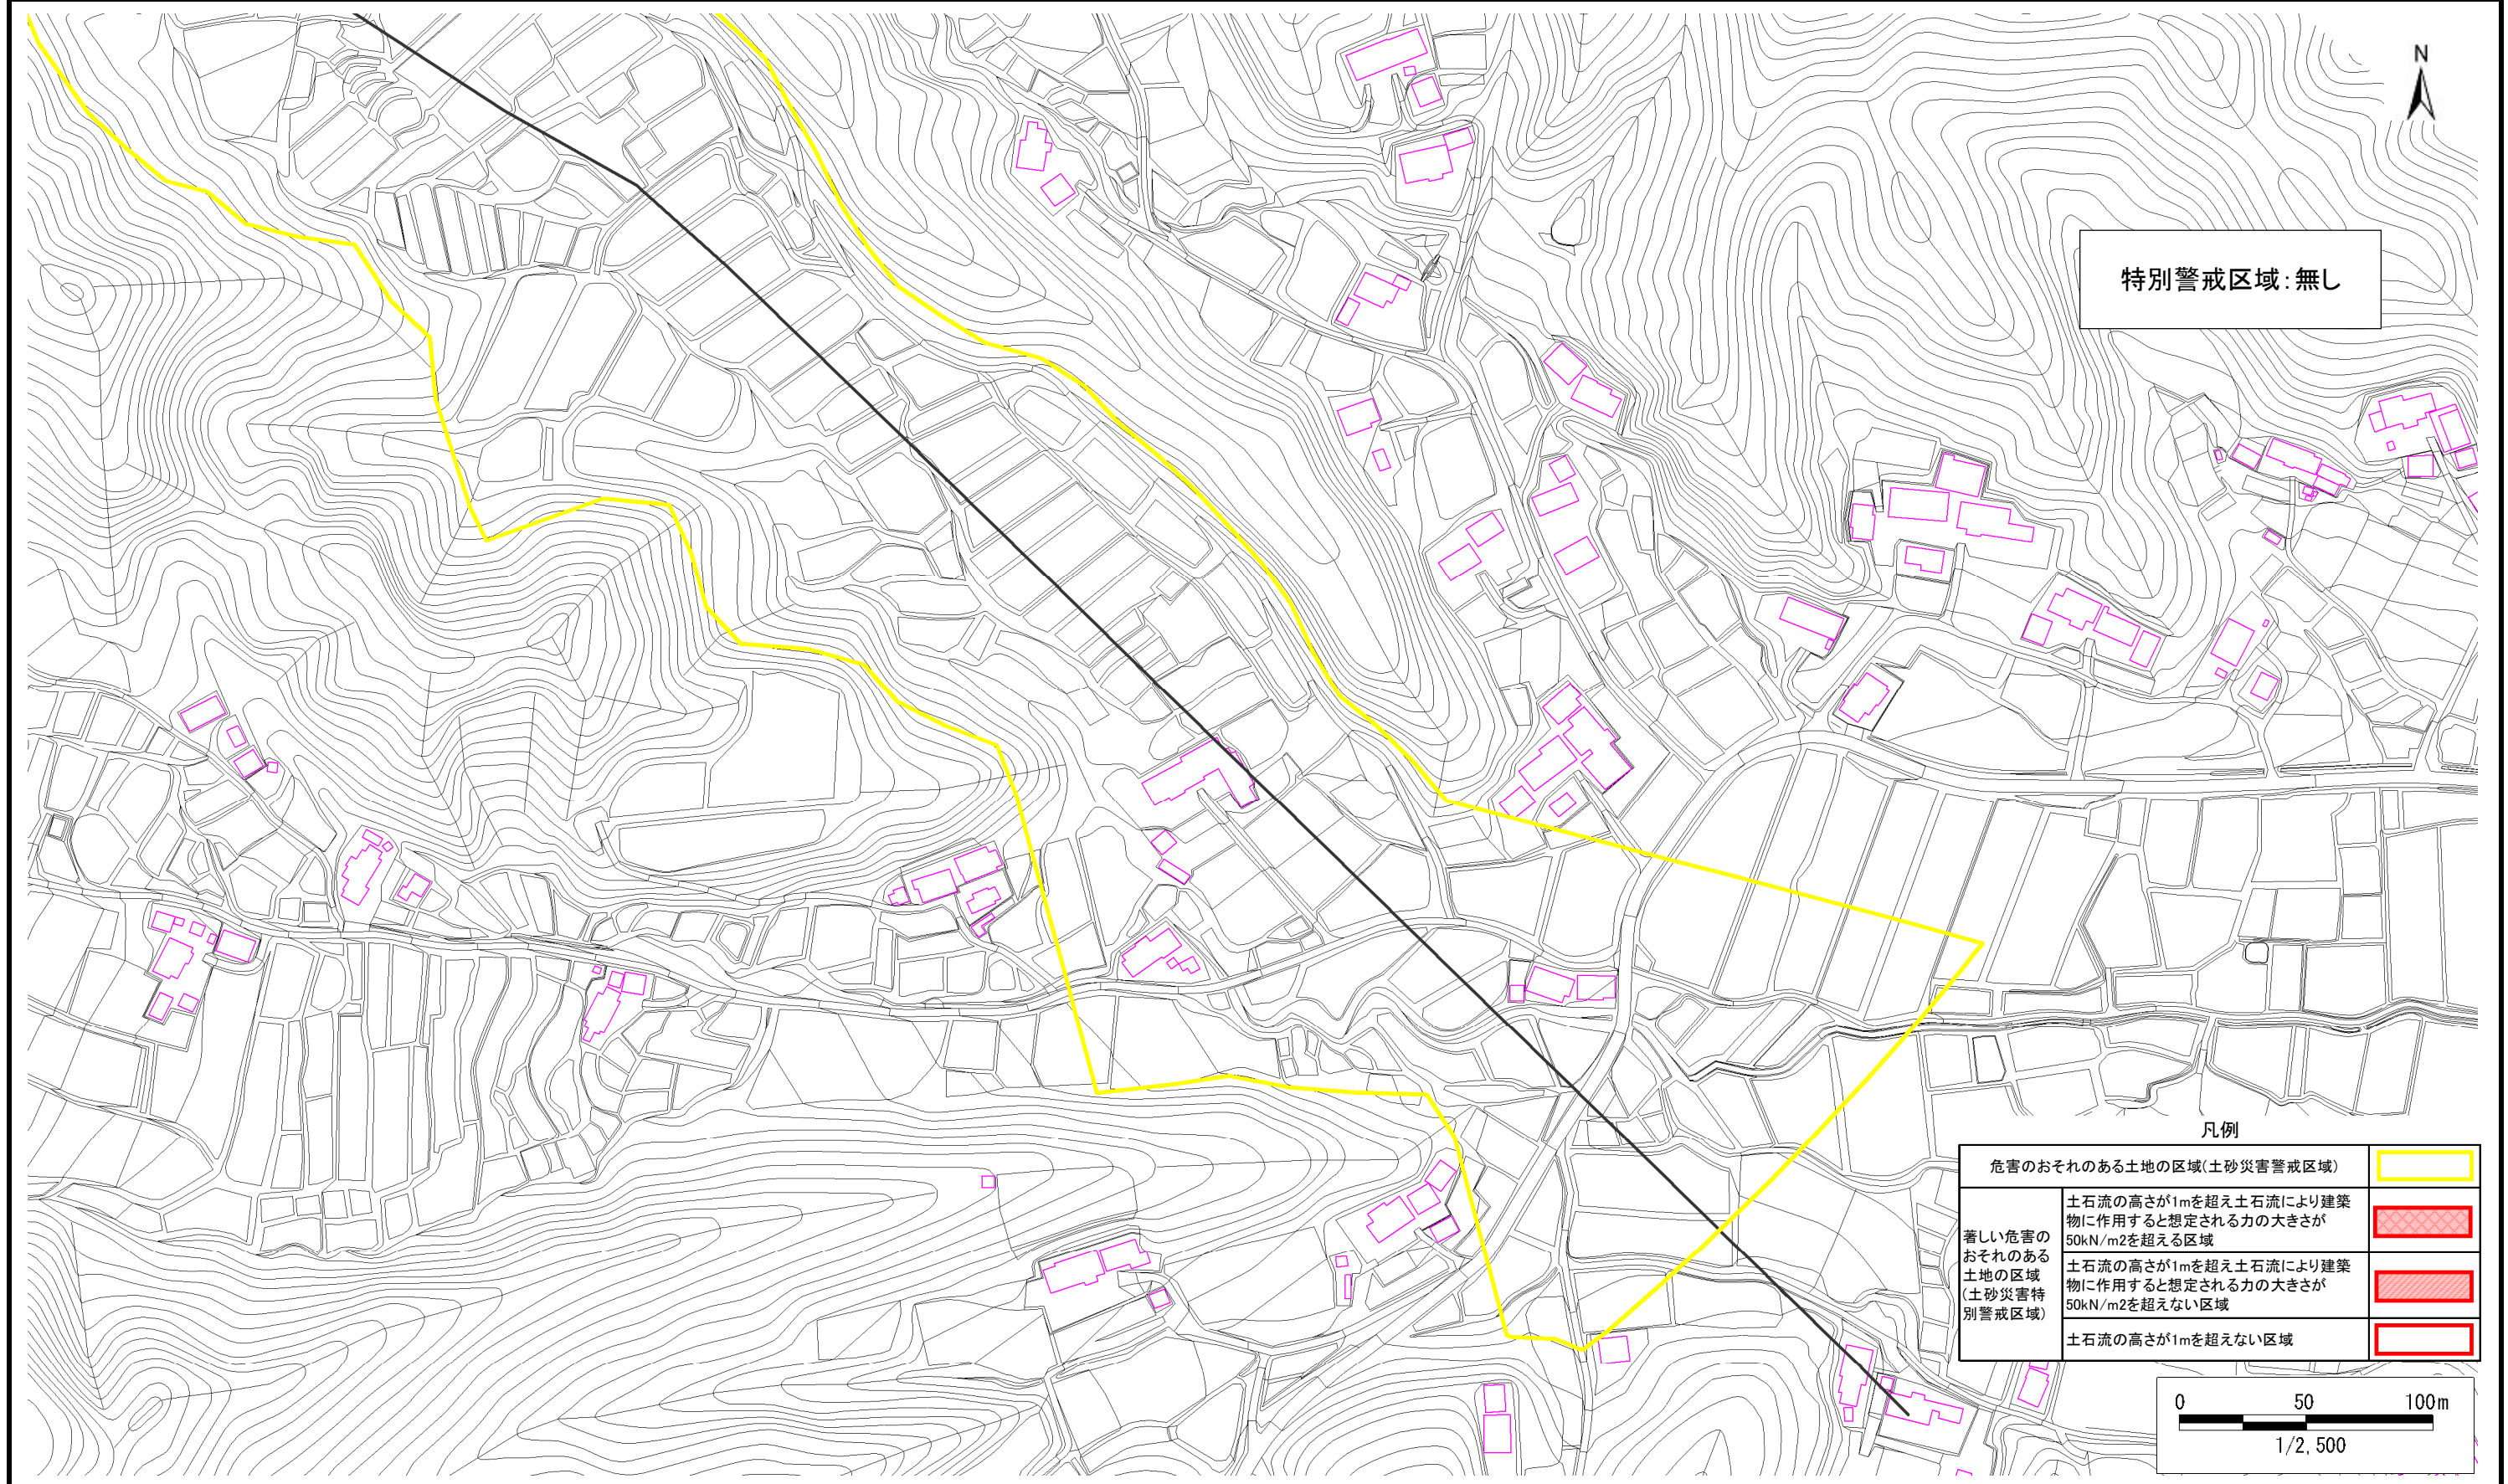 N
特別警戒区域：無し
凡例
危害のおそれのある土地の区域(土砂災害警戒区域)
著しい危害の
おそれのある
土地の区域
(土砂災害特
別警戒区域)
土石流の高さが1mを超え土石流により建築
物に作用すると想定される力の大きさが
50kN/m2を超える区域
土石流の高さが1mを超え土石流により建築
物に作用すると想定される力の大きさが
50kN/m2を超えない区域
土石流の高さが1mを超えない区域
0 50 100m
1/2,500